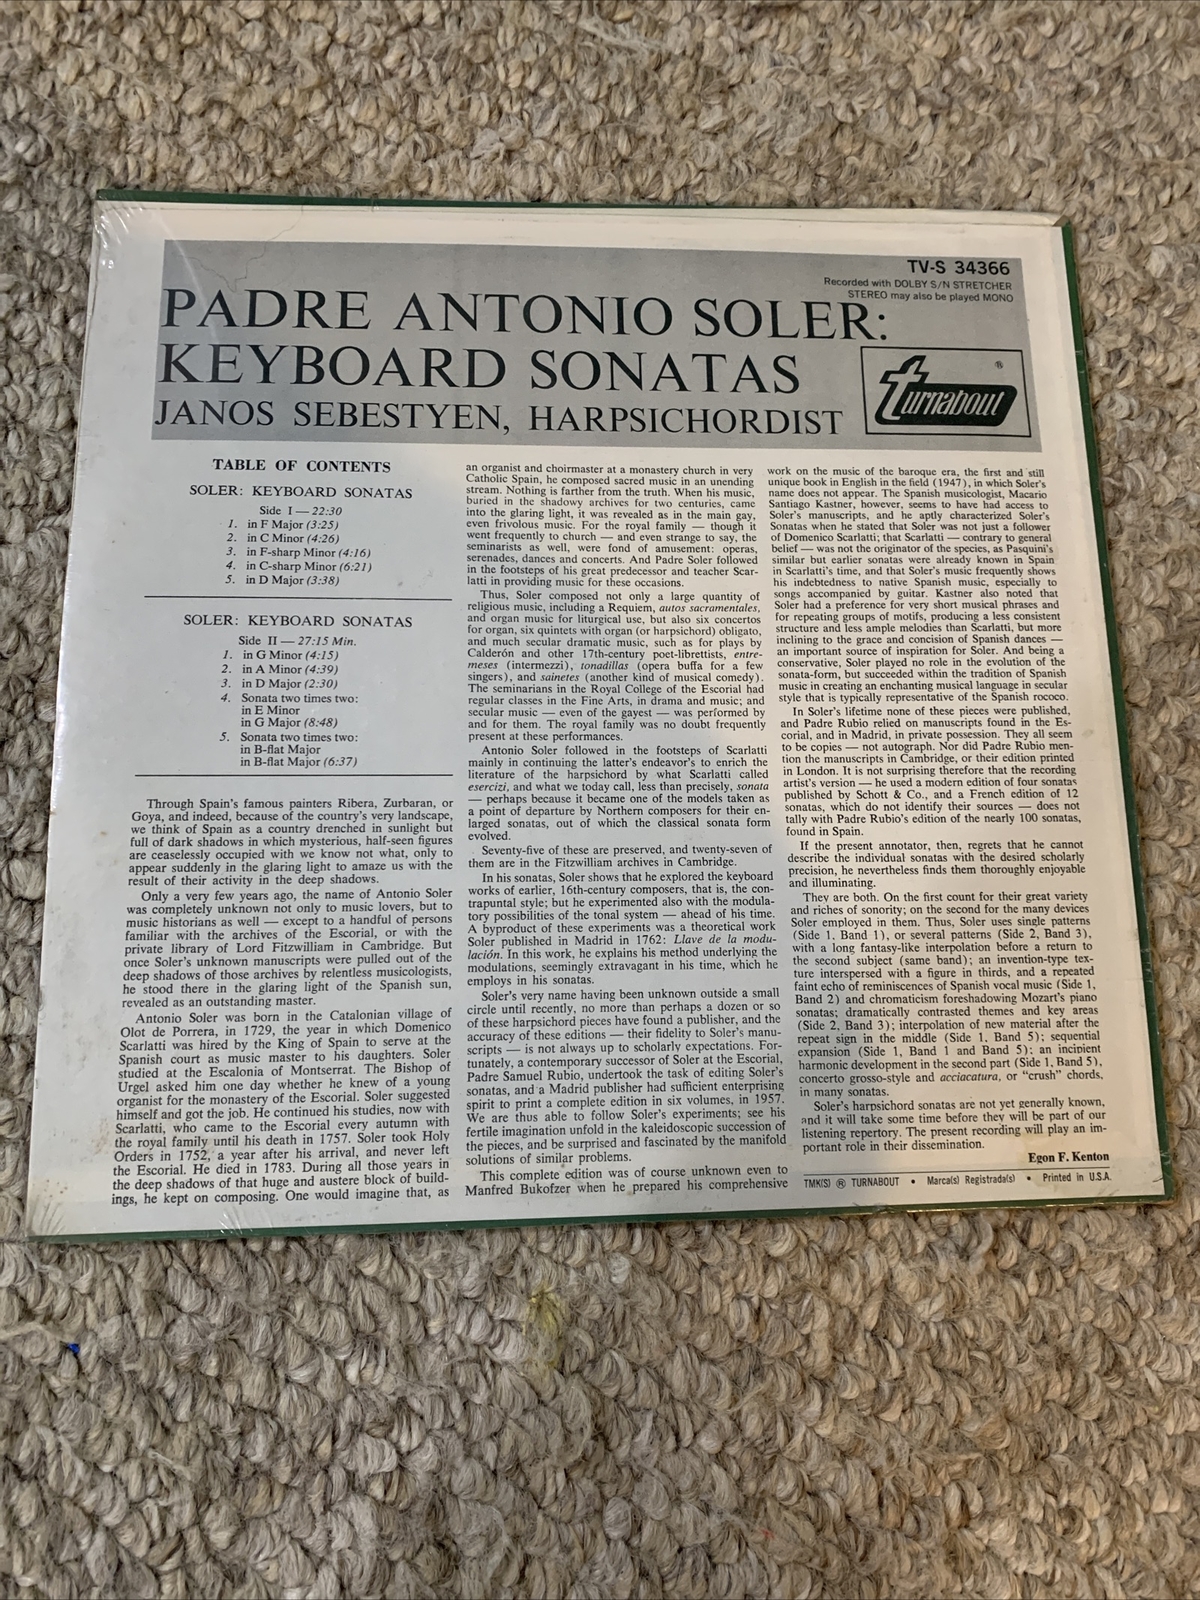 TV-S 34366
Recorded with DOLBY S/N STRETCHER
STEREO may also be played MONO
PADRE ANTONIO SOLER:
KEYBOARD SONATAS
JANOS SEBESTYEN, HARPSICHORDIST
turnabout ®
TABLE OF CONTENTS
SOLER: KEYBOARD SONATAS
Side I — 22:30
1. in F Major (3:25)
2. in C Minor (4:26)
3. in F-sharp Minor (4:16)
4. in C-sharp Minor (6:21)
5. in D Major (3:38)
SOLER: KEYBOARD SONATAS
Side II — 27:15 Min.
1. in G Minor (4:15)
2. in A Minor (4:39)
3. in D Major (2:30)
4. Sonata two times two:
in E Minor
in G Major (8:48)
5. Sonata two times two:
in B-flat Major
in B-flat Major (6:37)
Through Spain's famous painters Ribera, Zurbaran, or
Goya, and indeed, because of the country's very landscape,
we think of Spain as a country drenched in sunlight but
full of dark shadows in which mysterious, half-seen figures
are ceaselessly occupied with we know not what, only to
appear suddenly in the glaring light to amaze us with the
result of their activity in the deep shadows.
Only a very few years ago, the name of Antonio Soler
was completely unknown not only to music lovers, but to
music historians as well — except to a handful of persons
familiar with the archives of the Escorial, or with the
private library of Lord Fitzwilliam in Cambridge. But
once Soler's unknown manuscripts were pulled out of the
deep shadows of those archives by relentless musicologists,
he stood there in the glaring light of the Spanish sun,
revealed as an outstanding master.
Antonio Soler was born in the Catalonian village of
Olot de Porrera, in 1729, the year in which Domenico
Scarlatti was hired by the King of Spain to serve at the
Spanish court as music master to his daughters. Soler
studied at the Escalonia of Montserrat. The Bishop of
Urgel asked him one day whether he knew of a young
organist for the monastery of the Escorial. Soler suggested
himself and got the job. He continued his studies, now with
Scarlatti, who came to the Escorial every autumn with
the royal family until his death in 1757. Soler took Holy
Orders in 1752, a year after his arrival, and never left
the Escorial. He died in 1783. During all those years in
the deep shadows of that huge and austere block of build-
ings, he kept on composing. One would imagine that, as
an organist and choirmaster at a monastery church in very
Catholic Spain, he composed sacred music in an unending
stream. Nothing is farther from the truth. When his music,
buried in the shadowy archives for two centuries, came
into the glaring light, it was revealed as in the main gay,
even frivolous music. For the royal family — though it
went frequently to church — and even strange to say, the
seminarists as well, were fond of amusement: operas,
serenades, dances and concerts. And Padre Soler followed
in the footsteps of his great predecessor and teacher Scar-
latti in providing music for these occasions.
Thus, Soler composed not only a large quantity of
religious music, including a Requiem, autos sacramentales,
and organ music for liturgical use, but also six concertos
for organ, six quintets with organ (or harpsichord) obligato,
and much secular dramatic music, such as for plays by
Calderón and other 17th-century poet-librettists, entre-
meses (intermezzi), tonadillas (opera buffa for a few
singers), and sainetes (another kind of musical comedy).
The seminarians in the Royal College of the Escorial had
regular classes in the Fine Arts, in drama and music; and
secular music — even of the gayest — was performed by
and for them. The royal family was no doubt frequently
present at these performances.
Antonio Soler followed in the footsteps of Scarlatti
mainly in continuing the latter's endeavor's to enrich the
literature of the harpsichord by what Scarlatti called
esercizi, and what we today call, less than precisely, sonata
— perhaps because it became one of the models taken as
a point of departure by Northern composers for their en-
larged sonatas, out of which the classical sonata form
evolved.
Seventy-five of these are preserved, and twenty-seven of
them are in the Fitzwilliam archives in Cambridge.
In his sonatas, Soler shows that he explored the keyboard
works of earlier, 16th-century composers, that is, the con-
trapuntal style; but he experimented also with the modula-
tory possibilities of the tonal system — ahead of his time.
A byproduct of these experiments was a theoretical work
Soler published in Madrid in 1762: Llave de la modu-
lación. In this work, he explains his method underlying the
modulations, seemingly extravagant in his time, which he
employs in his sonatas.
Soler's very name having been unknown outside a small
circle until recently, no more than perhaps a dozen or so
of these harpsichord pieces have found a publisher, and the
accuracy of these editions — their fidelity to Soler's manu-
scripts — is not always up to scholarly expectations. For-
tunately, a contemporary successor of Soler at the Escorial,
Padre Samuel Rubio, undertook the task of editing Soler's
sonatas, and a Madrid publisher had sufficient enterprising
spirit to print a complete edition in six volumes, in 1957.
We are thus able to follow Soler's experiments; see his
fertile imagination unfold in the kaleidoscopic succession of
the pieces, and be surprised and fascinated by the manifold
solutions of similar problems.
This complete edition was of course unknown even to
Manfred Bukofzer when he prepared his comprehensive
work on the music of the baroque era, the first and still
unique book in English in the field (1947), in which Soler's
name does not appear. The Spanish musicologist, Macario
Santiago Kastner, however, seems to have had access to
Soler's manuscripts, and he aptly characterized Soler's
Sonatas when he stated that Soler was not just a follower
of Domenico Scarlatti; that Scarlatti — contrary to general
belief — was not the originator of the species, as Pasquini's
similar but earlier sonatas were already known in Spain
in Scarlatti's time, and that Soler's music frequently shows
his indebtedness to native Spanish music, especially to
songs accompanied by guitar. Kastner also noted that
Soler had a preference for very short musical phrases and
for repeating groups of motifs, producing a less consistent
structure and less ample melodies than Scarlatti, but more
inclining to the grace and concision of Spanish dances —
an important source of inspiration for Soler. And being a
conservative, Soler played no role in the evolution of the
sonata-form, but succeeded within the tradition of Spanish
music in creating an enchanting musical language in secular
style that is typically representative of the Spanish rococo.
In Soler's lifetime none of these pieces were published,
and Padre Rubio relied on manuscripts found in the Es-
corial, and in Madrid, in private possession. They all seem
to be copies — not autograph. Nor did Padre Rubio men-
tion the manuscripts in Cambridge, or their edition printed
in London. It is not surprising therefore that the recording
artist's version — he used a modern edition of four sonatas
published by Schott & Co., and a French edition of 12
sonatas, which do not identify their sources — does not
tally with Padre Rubio's edition of the nearly 100 sonatas,
found in Spain.
If the present annotator, then, regrets that he cannot
describe the individual sonatas with the desired scholarly
precision, he nevertheless finds them thoroughly enjoyable
and illuminating.
They are both. On the first count for their great variety
and riches of sonority; on the second for the many devices
Soler employed in them. Thus, Soler uses single patterns
(Side 1, Band 1), or several patterns (Side 2, Band 3),
with a long fantasy-like interpolation before a return to
the second subject (same band); an invention-type tex-
ture interspersed with a figure in thirds, and a repeated
faint echo of reminiscences of Spanish vocal music (Side 1,
Band 2) and chromaticism foreshadowing Mozart's piano
sonatas; dramatically contrasted themes and key areas
(Side 2, Band 3); interpolation of new material after the
repeat sign in the middle (Side 1, Band 5); sequential
expansion (Side 1, Band 1 and Band 5); an incipient
harmonic development in the second part (Side 1, Band 5),
concerto grosso-style and acciacatura, or "crush" chords,
in many sonatas.
Soler's harpsichord sonatas are not yet generally known,
and it will take some time before they will be part of our
listening repertory. The present recording will play an im-
portant role in their dissemination.
Egon F. Kenton
TMK(S) ® TURNABOUT • Marca(s) Registrada(s) • Printed in U.S.A.